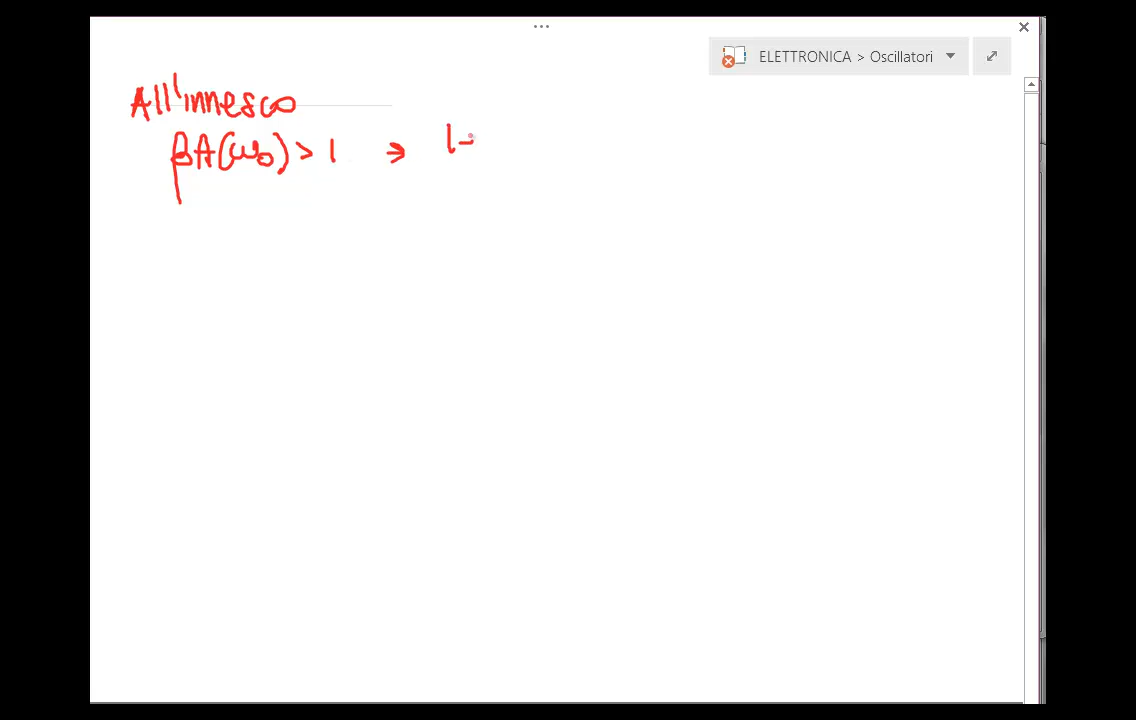 ELETTRONICA > Oscillatori
All'innesco
βA(ω₀) > 1 → 1-